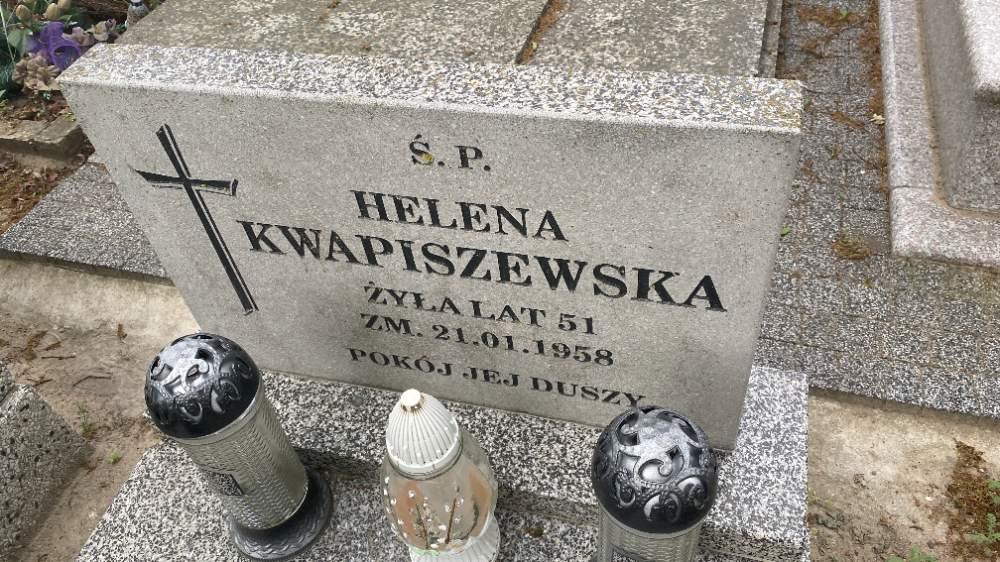 Ś. P.
HELENA
KWAPISZEWSKA
ŻYŁA LAT 51
ZM. 21.01.1958
POKÓJ JEJ DUSZY